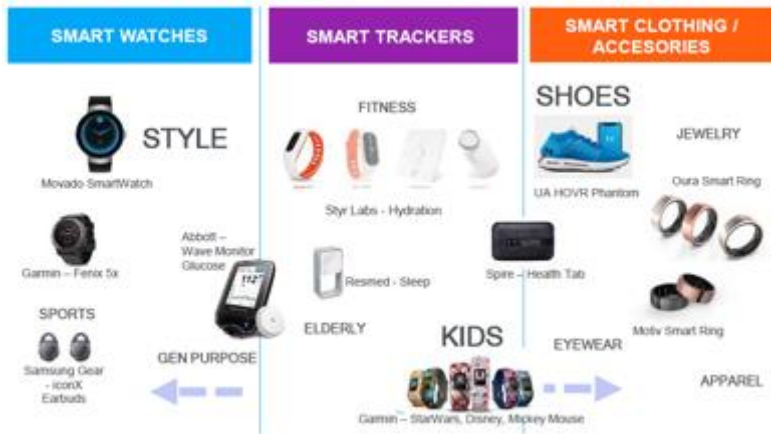 SMART WATCHES
SMART TRACKERS
SMART CLOTHING /
ACCESORIES
STYLE
Movado SmartWatch
Garmin – Fenix 5x
SPORTS
Samsung Gear
- iconX
Earbuds
Abbott –
Wave Monitor
Glucose
112
GEN PURPOSE
FITNESS
Styr Labs - Hydration
Resmed - Sleep
ELDERLY
KIDS
Garmin – StarWars, Disney, Mickey Mouse
Spire – Health Tab
SHOES
UA HOVR Phantom
JEWELRY
Oura Smart Ring
Motiv Smart Ring
EYEWEAR
APPAREL